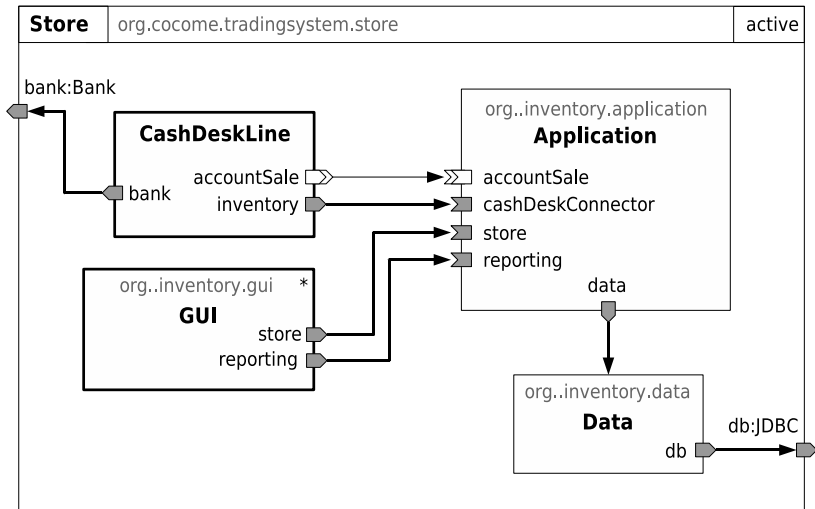 Store org.cocome.tradingsystem.store active
bank:Bank
CashDeskLine
accountSale
bank
inventory
org..inventory.application
Application
accountSale
cashDeskConnector
store
reporting
data
org..inventory.gui *
GUI
store
reporting
org..inventory.data
Data
db
db:JDBC